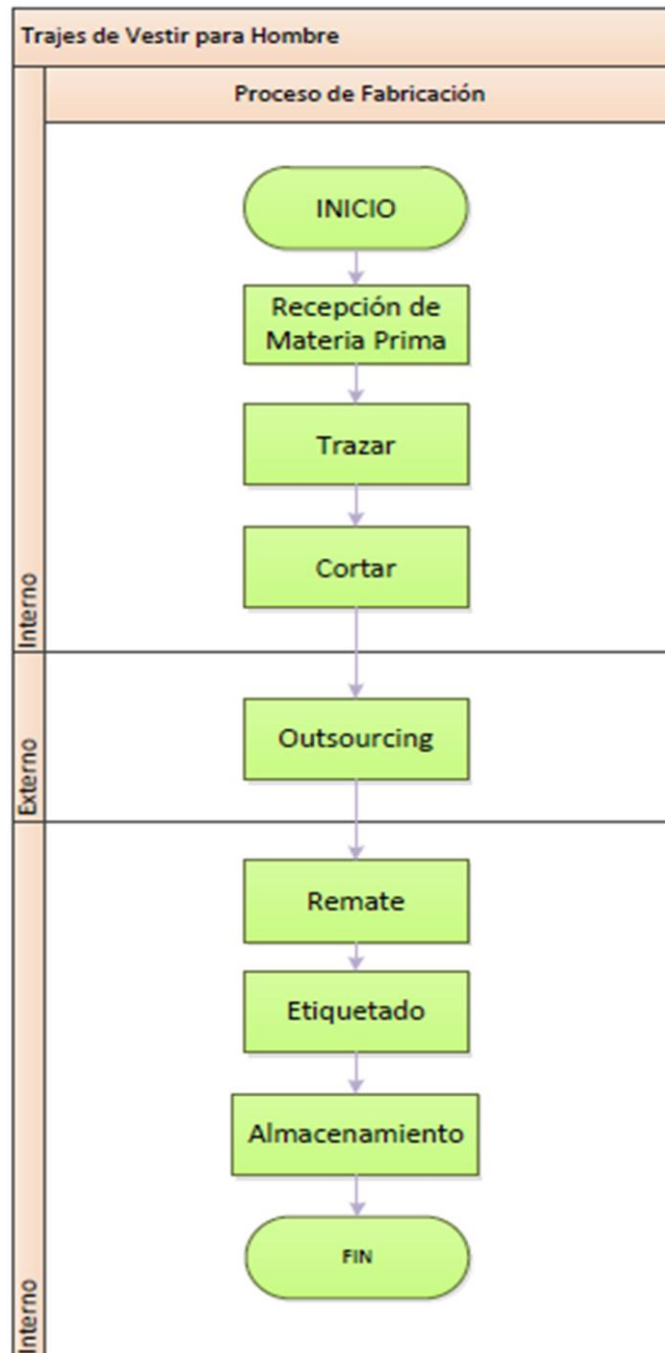 Trajes de Vestir para Hombre
Proceso de Fabricación
Interno
INICIO
Recepción de
Materia Prima
Trazar
Cortar
Externo
Outsourcing
Interno
Remate
Etiquetado
Almacenamiento
FIN